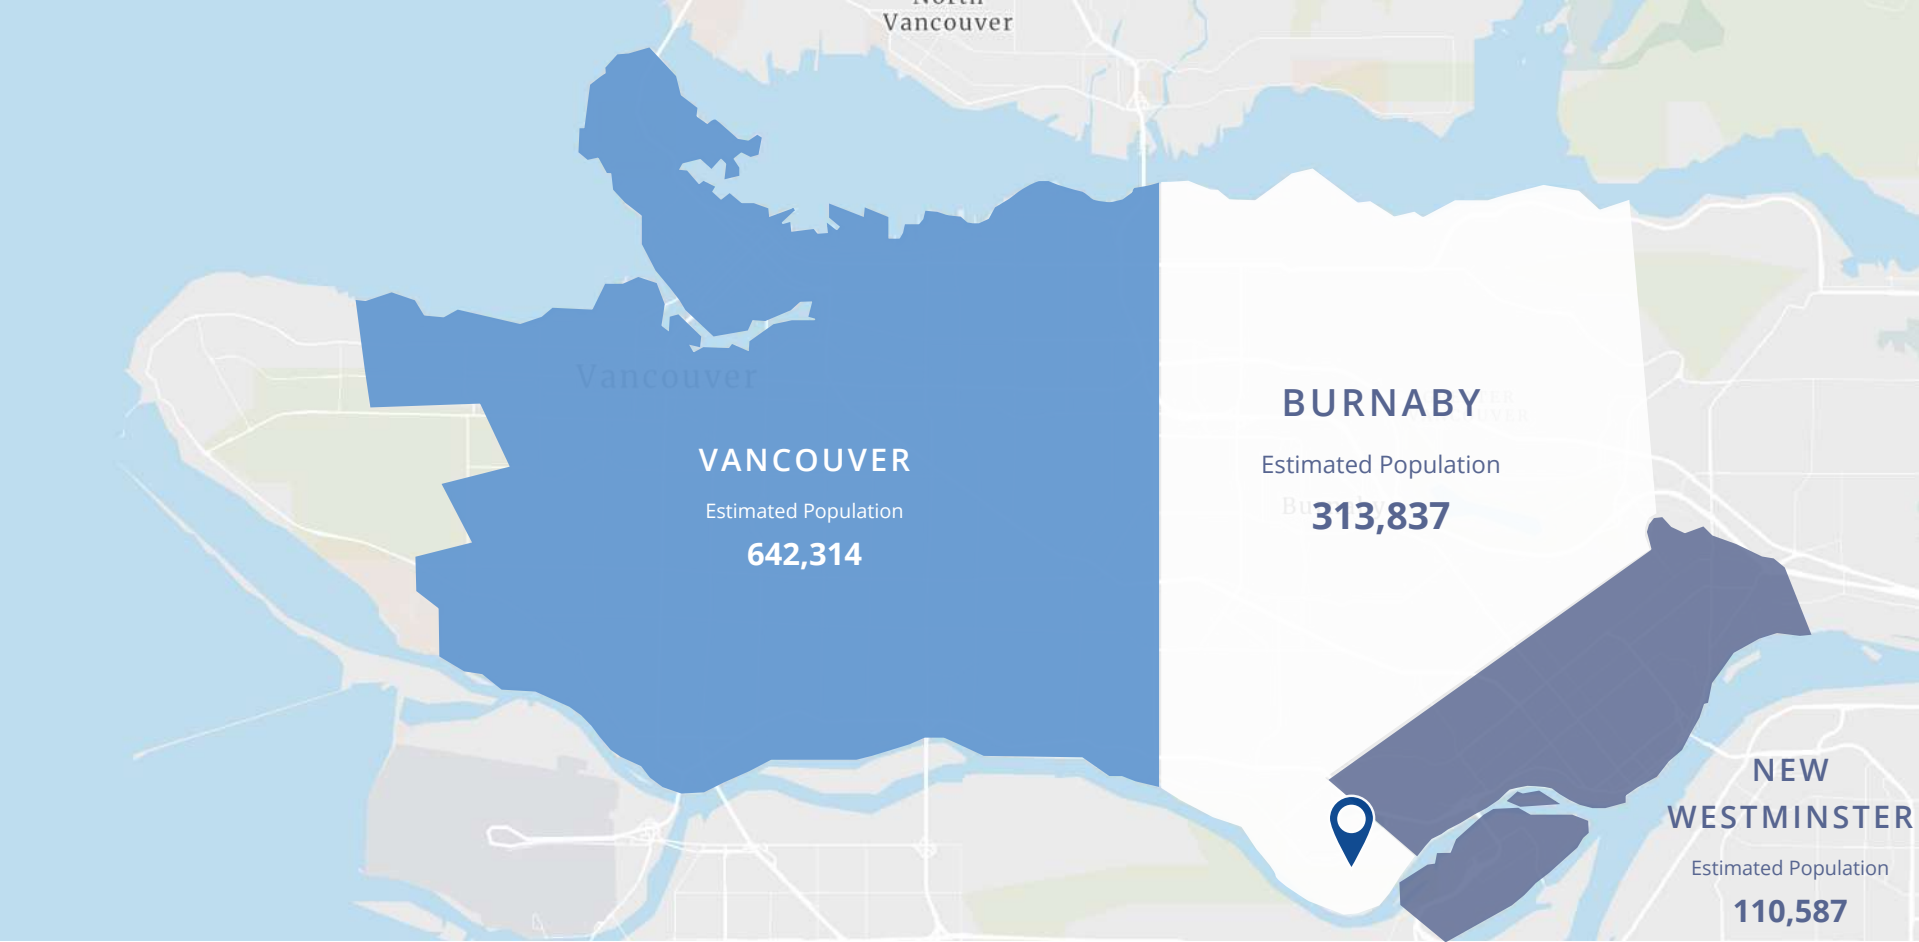 North
Vancouver
Vancouver
VANCOUVER
Estimated Population
642,314
BURNABY
Estimated Population
Burnaby
313,837
NEW
WESTMINSTER
Estimated Population
110,587